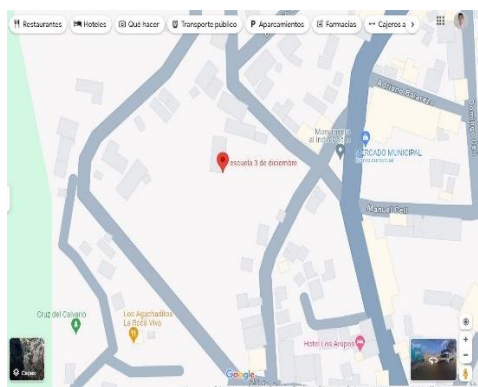 Restaurantes
Hoteles
Qué hacer
Transporte público
P Aparcamientos
Farmacias
Cajeros a
Mercado Municipal
escuela 3 de diciembre
Manuel
Cruz del Calvario
Los Agachaditos
La Roca Viva
Hotel Los Arupos
Capas
Google